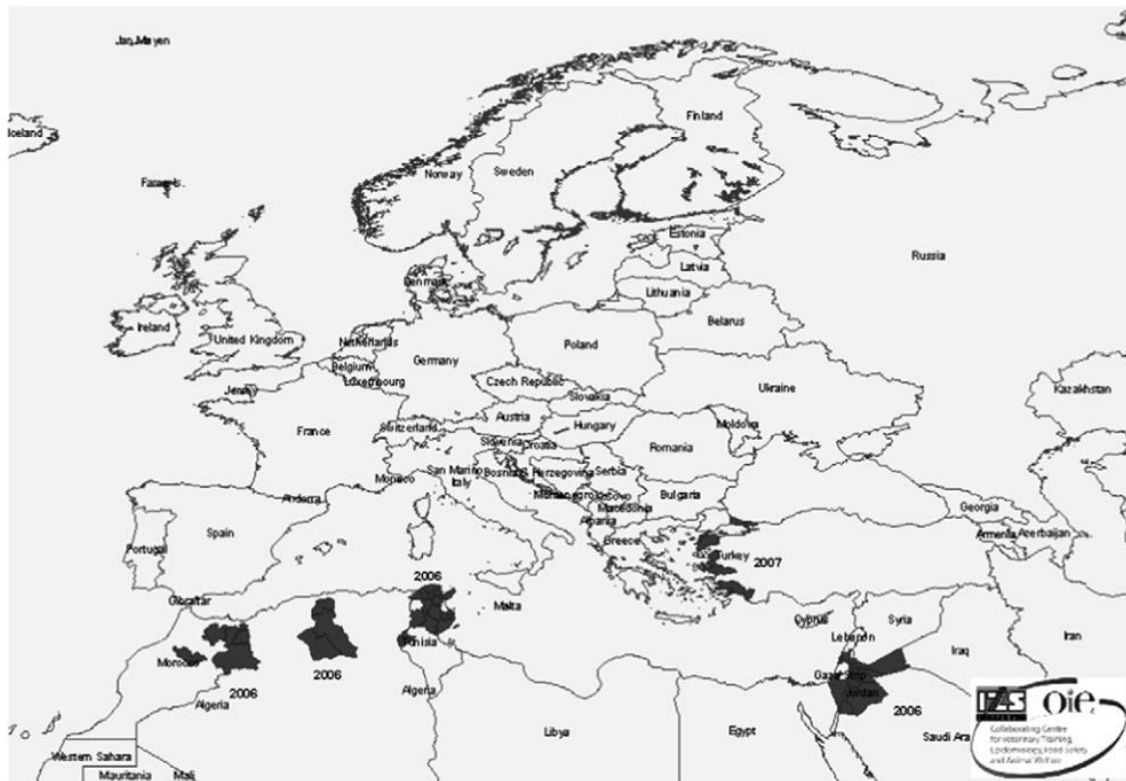 Jan Mayen
Iceland
Finland
Faroe Is.
Norway
Sweden
Estonia
Russia
Latvia
Denmark
Lithuania
Ireland
United Kingdom
Netherlands
Belarus
Poland
Germany
Belgium
Luxembourg
Jersey
Czech Republic
Ukraine
Kazakhstan
Slovakia
Austria
France
Switzerland
Hungary
Moldova
Slovenia
Croatia
Romania
San Marino
Italy
Bosnia & Herzegovina
Serbia
Monaco
Andorra
Montenegro
Kosovo
Bulgaria
Macedonia
Georgia
Albania
Armenia
Azerbaijan
Spain
Greece
Portugal
Turkey
2007
2006
Gibraltar
Malta
Cyprus
Syria
Lebanon
Tunisia
Iraq
Iran
Morocco
2006
2006
Gaza Strip
Jordan
Algeria
Algeria
2006
Libya
Egypt
Saudi Ara
Western Sahara
Mauritania
Mali
IZS
Oie
Collaborating Centre
for Veterinary Training,
Epidemiology, Food Safety
and Animal Welfare